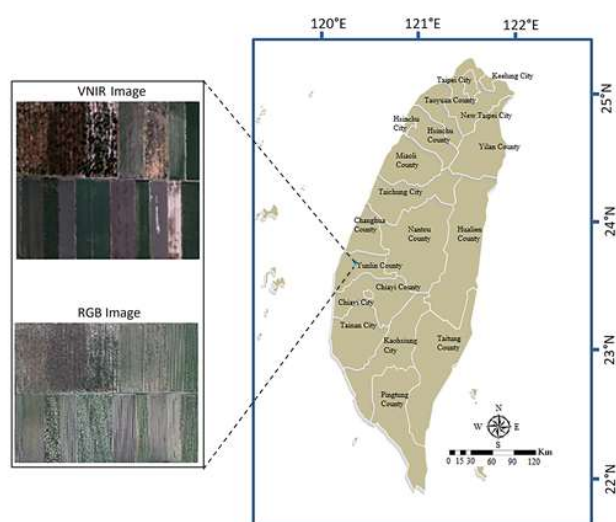 120°E
121°E
122°E
VNIR Image
RGB Image
Taipei City
Keelung City
Taoyuan County
New Taipei City
Hsinchu
City
Hsinchu
County
Yilan County
Miaoli
County
Taichung City
Changhua
County
Nantou
County
Hualien
County
Yunlin County
Chiayi County
Chiayi City
Tainan City
Kaohsiung
City
Taitung
County
Pingtung
County
25°N
24°N
23°N
22°N
N
W
E
S
Km
0 15 30 60 90 120